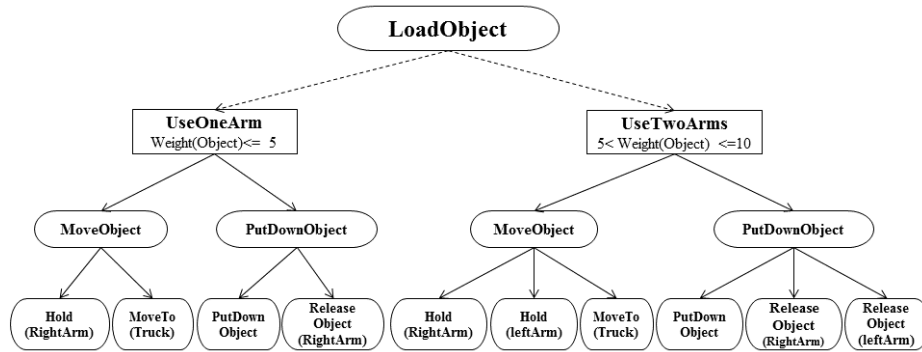 LoadObject
UseOneArm
Weight(Object)<= 5
UseTwoArms
5< Weight(Object) <=10
MoveObject
PutDownObject
MoveObject
PutDownObject
Hold
(RightArm)
MoveTo
(Truck)
PutDown
Object
Release
Object
(RightArm)
Hold
(RightArm)
Hold
(leftArm)
MoveTo
(Truck)
PutDown
Object
Release
Object
(RightArm)
Release
Object
(leftArm)